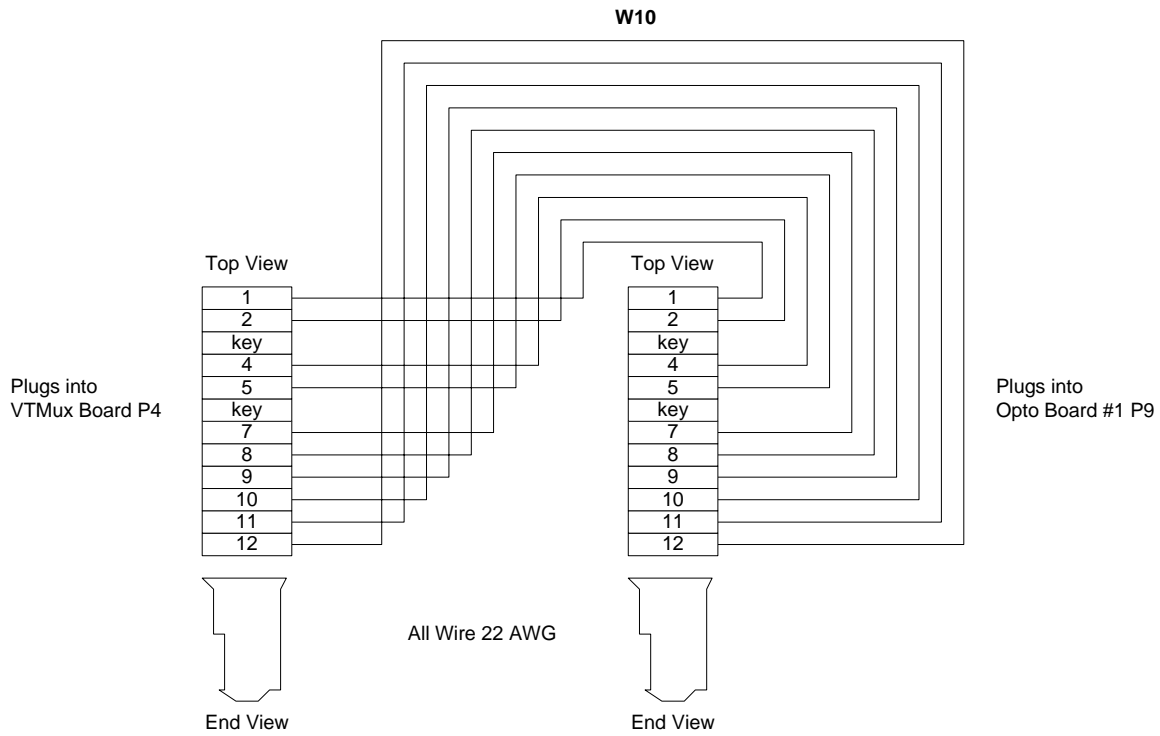 W10
Top View
1
2
key
4
5
key
7
8
9
10
11
12
Top View
1
2
key
4
5
key
7
8
9
10
11
12
Plugs into
VTMux Board P4
Plugs into
Opto Board #1 P9
All Wire 22 AWG
End View
End View